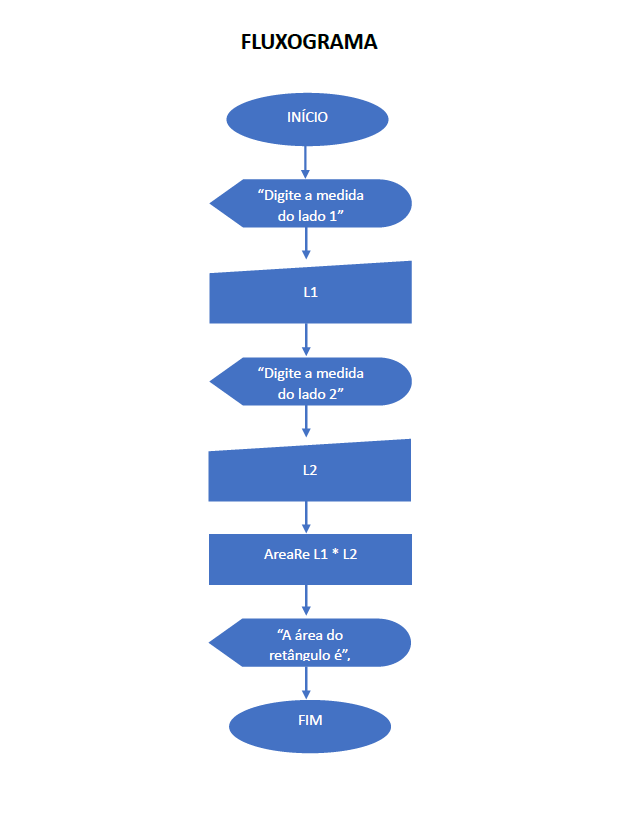 FLUXOGRAMA
INÍCIO
“Digite a medida
do lado 1”
L1
“Digite a medida
do lado 2”
L2
AreaRe L1 * L2
“A área do
retângulo é”,
FIM